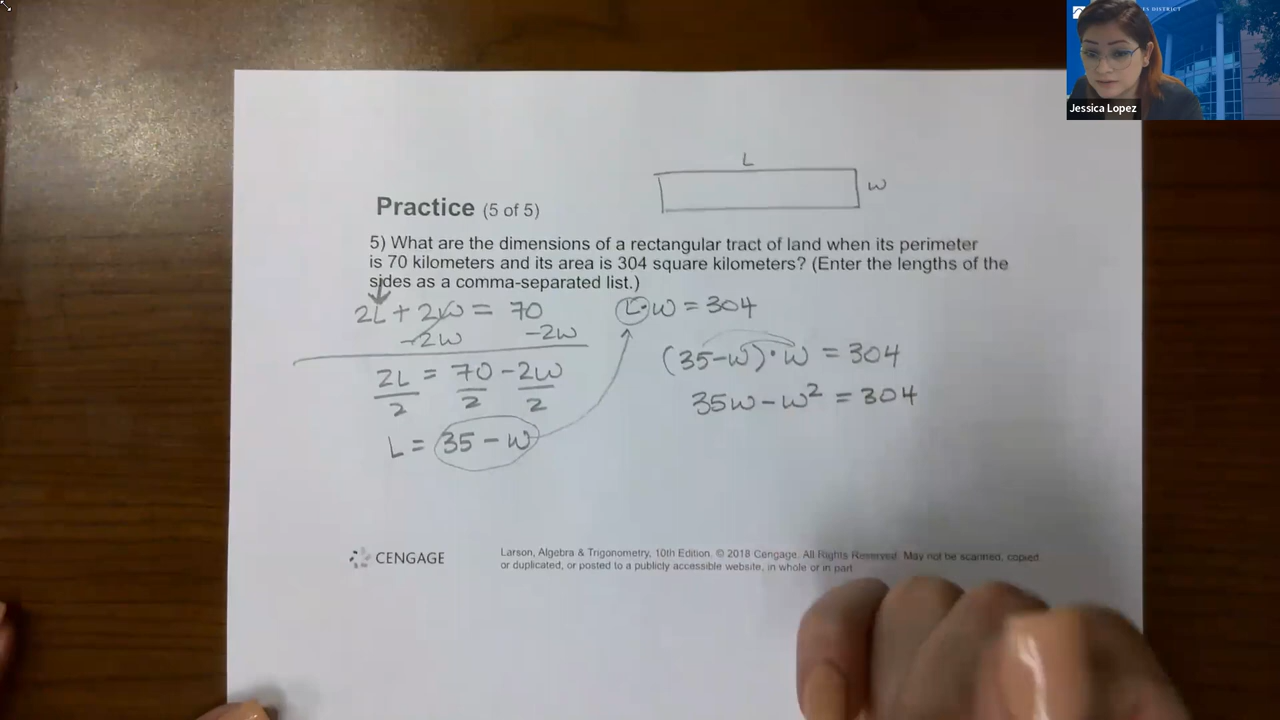 ES DISTRICT
Jessica Lopez
L
W
Practice (5 of 5)
5) What are the dimensions of a rectangular tract of land when its perimeter
is 70 kilometers and its area is 304 square kilometers? (Enter the lengths of the
sides as a comma-separated list.)
2L + 2W = 70
-2W -2W
2L = 70 - 2W
2 2 2
L = 35 - W
L·W = 304
(35-W)·W = 304
35W - W² = 304
CENGAGE
Larson, Algebra & Trigonometry, 10th Edition. © 2018 Cengage. All Rights Reserved. May not be scanned, copied
or duplicated, or posted to a publicly accessible website, in whole or in part